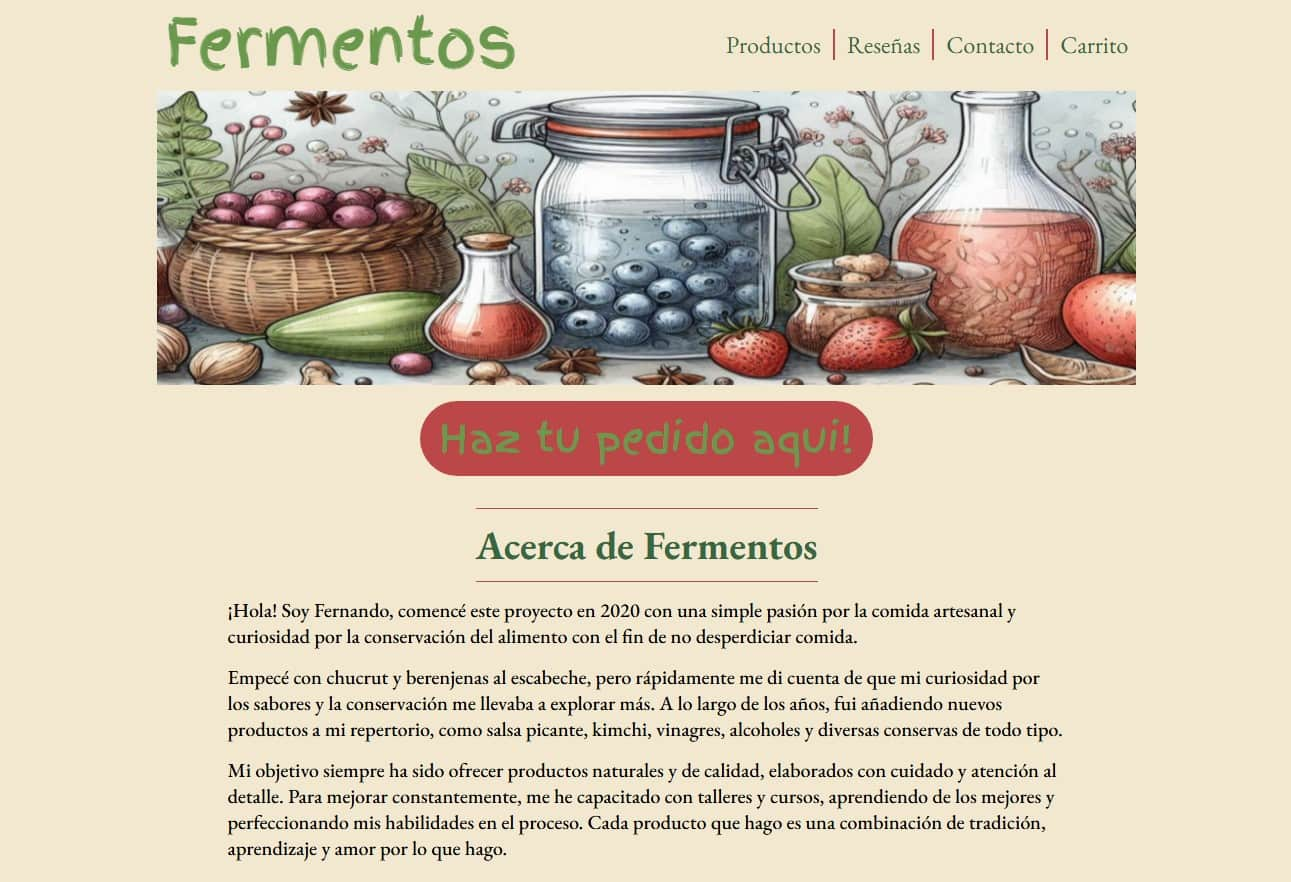 Fermentos
Productos
Reseñas
Contacto
Carrito
Haz tu pedido aquí!
Acerca de Fermentos
¡Hola! Soy Fernando, comencé este proyecto en 2020 con una simple pasión por la comida artesanal y
curiosidad por la conservación del alimento con el fin de no desperdiciar comida.
Empecé con chucrut y berenjenas al escabeche, pero rápidamente me di cuenta de que mi curiosidad por
los sabores y la conservación me llevaba a explorar más. A lo largo de los años, fui añadiendo nuevos
productos a mi repertorio, como salsa picante, kimchi, vinagres, alcoholes y diversas conservas de todo tipo.
Mi objetivo siempre ha sido ofrecer productos naturales y de calidad, elaborados con cuidado y atención al
detalle. Para mejorar constantemente, me he capacitado con talleres y cursos, aprendiendo de los mejores y
perfeccionando mis habilidades en el proceso. Cada producto que hago es una combinación de tradición,
aprendizaje y amor por lo que hago.